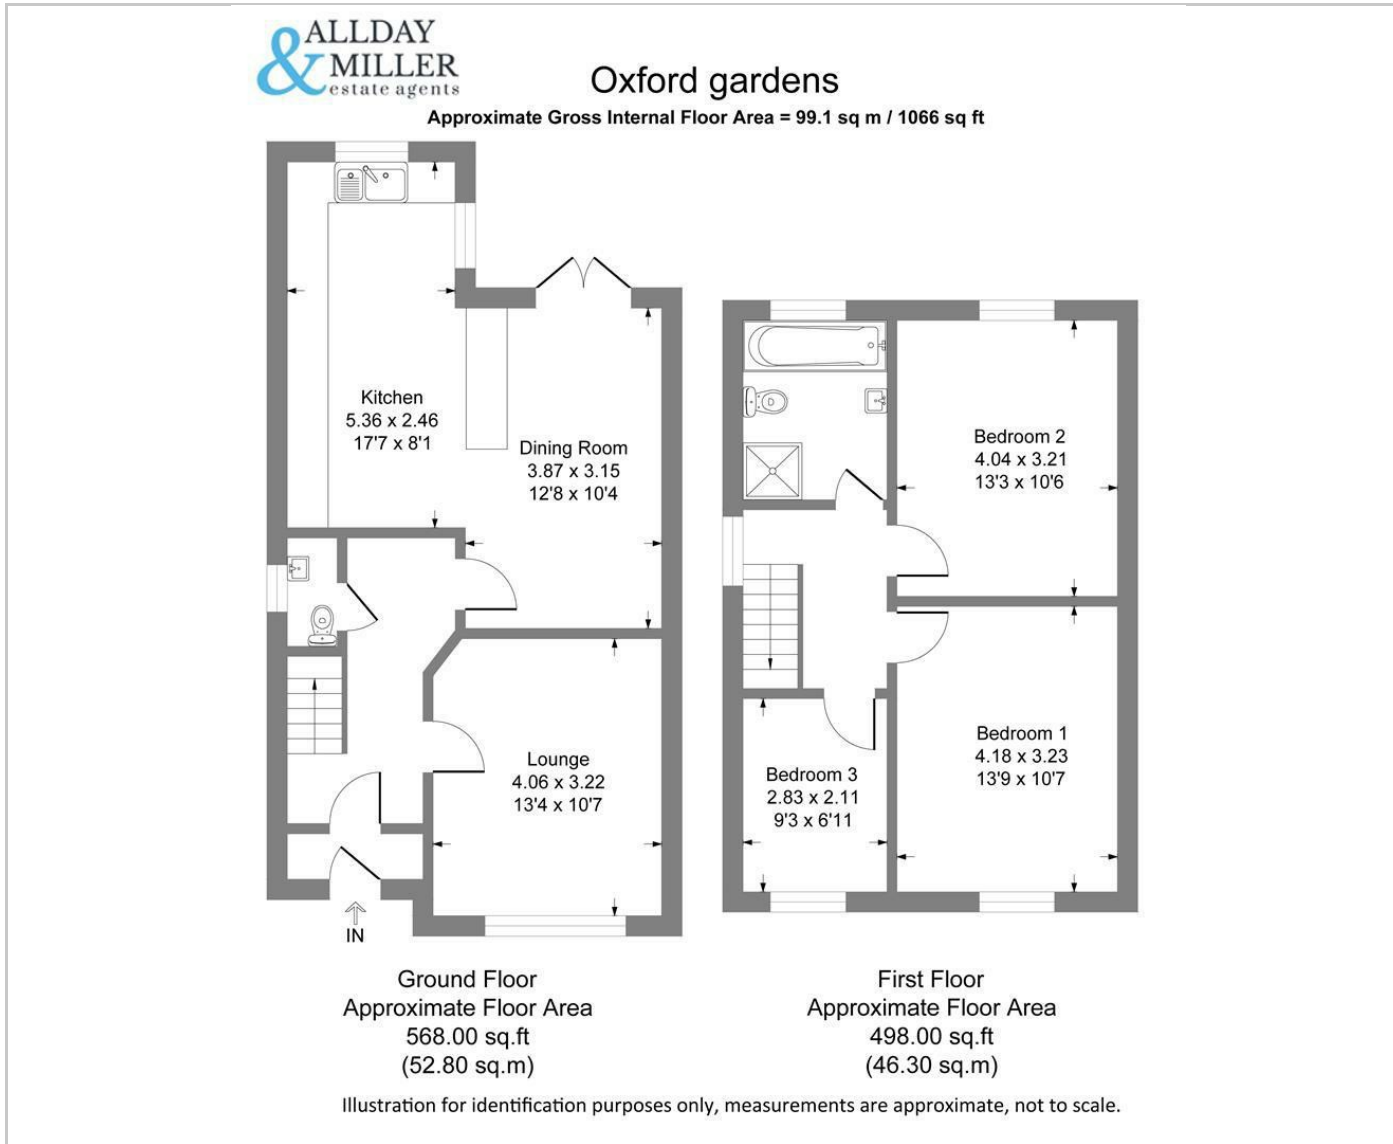 ALLDAY
& MILLER
estate agents
Oxford gardens
Approximate Gross Internal Floor Area = 99.1 sq m / 1066 sq ft
Kitchen
5.36 x 2.46
17'7 x 8'1
Dining Room
3.87 x 3.15
12'8 x 10'4
Lounge
4.06 x 3.22
13'4 x 10'7
IN
Bedroom 2
4.04 x 3.21
13'3 x 10'6
Bedroom 1
4.18 x 3.23
13'9 x 10'7
Bedroom 3
2.83 x 2.11
9'3 x 6'11
Ground Floor
Approximate Floor Area
568.00 sq.ft
(52.80 sq.m)
First Floor
Approximate Floor Area
498.00 sq.ft
(46.30 sq.m)
Illustration for identification purposes only, measurements are approximate, not to scale.